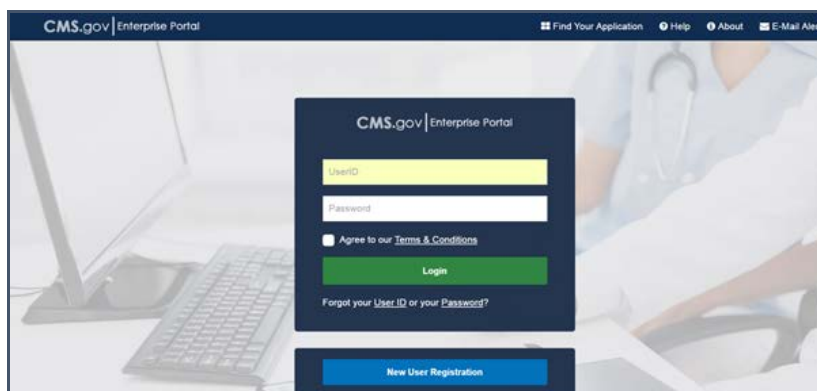 CMS.gov Enterprise Portal
Find Your Application Help About E-Mail Aler
CMS.gov Enterprise Portal
UserID
Password
Agree to our Terms & Conditions
Login
Forgot your User ID or your Password?
New User Registration